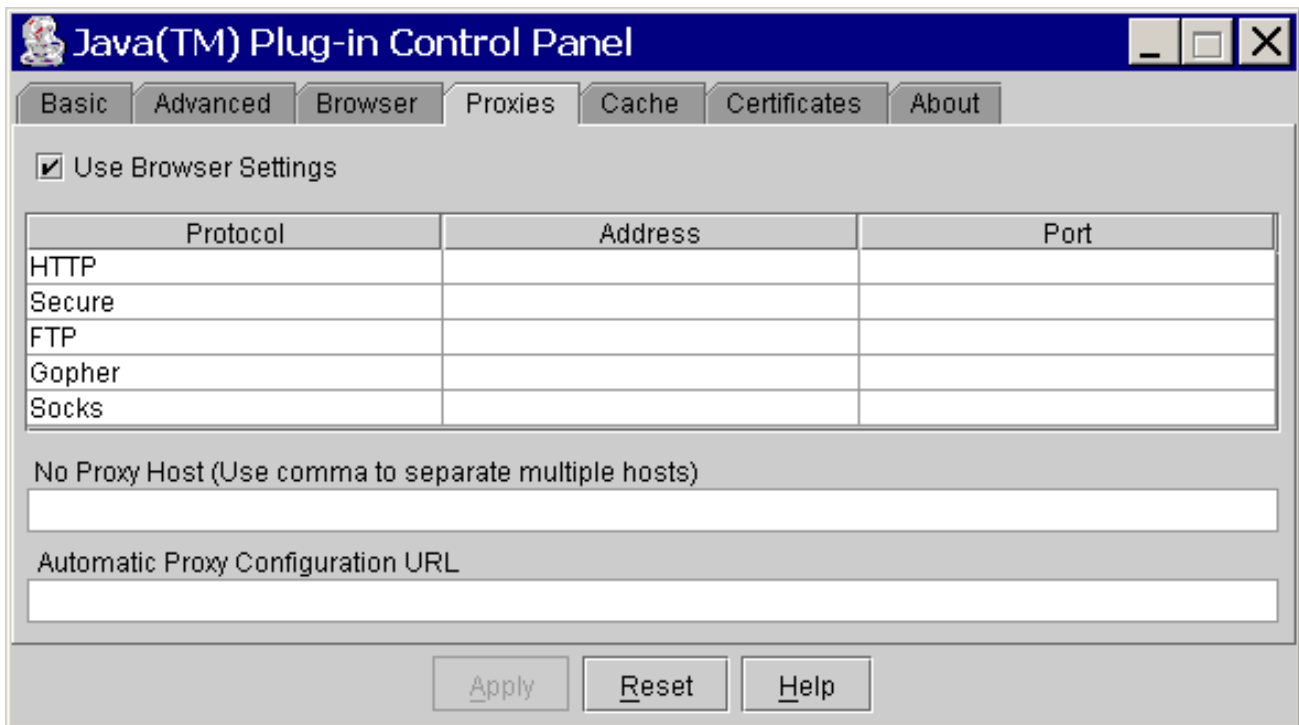 Java(TM) Plug-in Control Panel
Basic Advanced Browser Proxies Cache Certificates About
Use Browser Settings
Protocol Address Port
HTTP
Secure
FTP
Gopher
Socks
No Proxy Host (Use comma to separate multiple hosts)
Automatic Proxy Configuration URL
Apply Reset Help